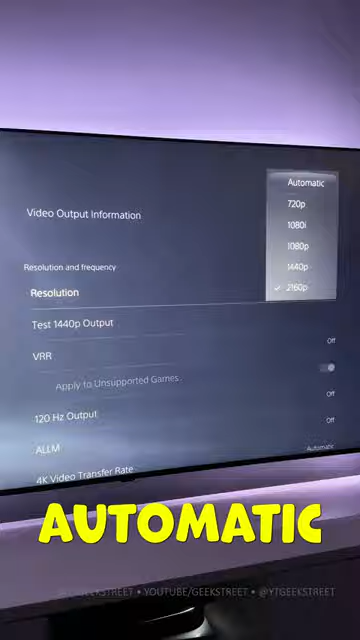 Automatic
720p
1080i
1080p
1440p
2160p
Video Output Information
Resolution and frequency
Resolution
Test 1440p Output
VRR
Off
Apply to Unsupported Games
120 Hz Output
Off
ALLM
Off
4K Video Transfer Rate
Automatic
AUTOMATIC
GEEKSTREET • YOUTUBE/GEEKSTREET • @YTGEEKSTREET